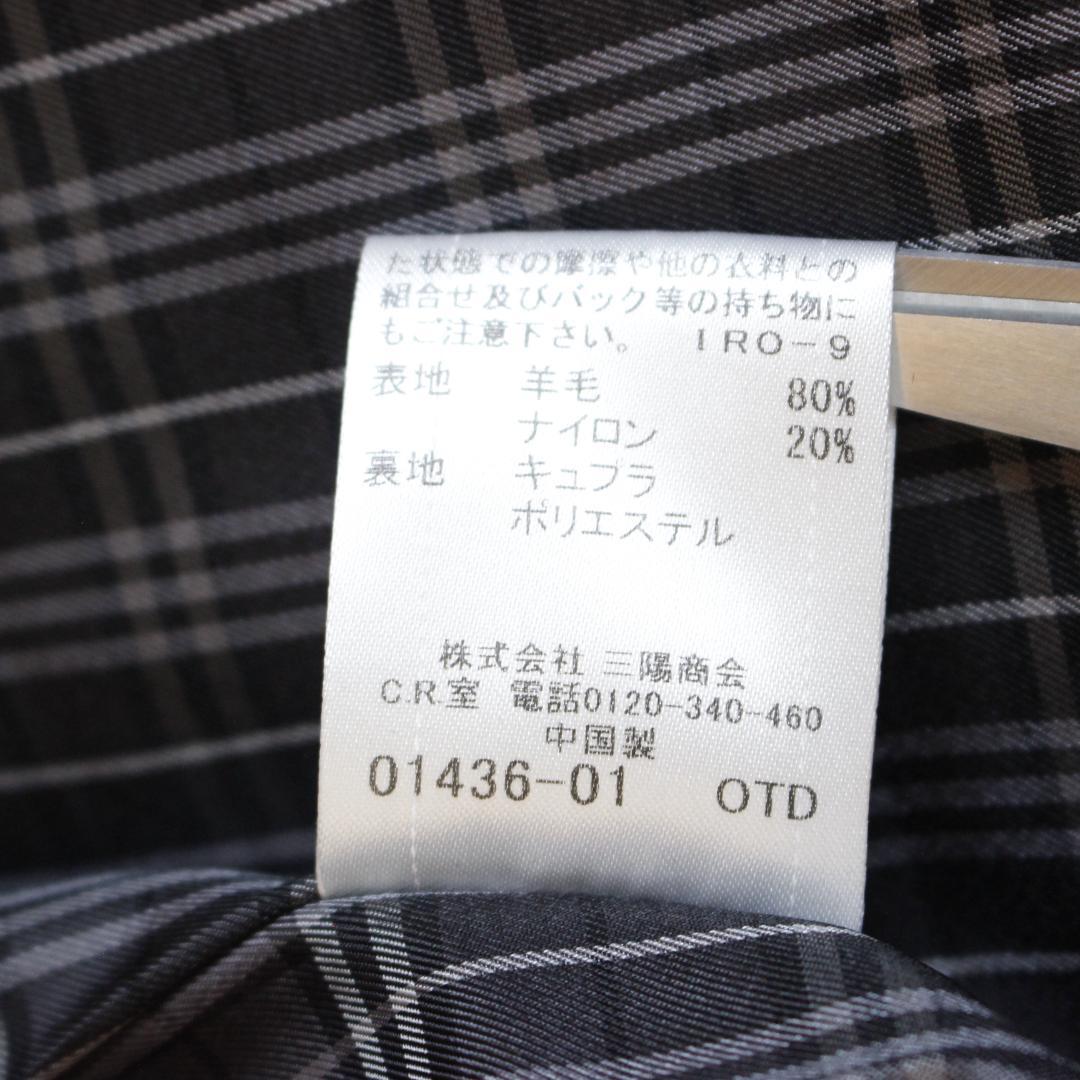 た状態での摩擦や他の衣料との
組合せ及びバック等の持ち物に
もご注意下さい。 IRO-9
表地 羊毛 80%
ナイロン 20%
裏地 キュプラ
ポリエステル
株式会社 三陽商会
C.R.室 電話0120-340-460
中国製
01436-01 OTD